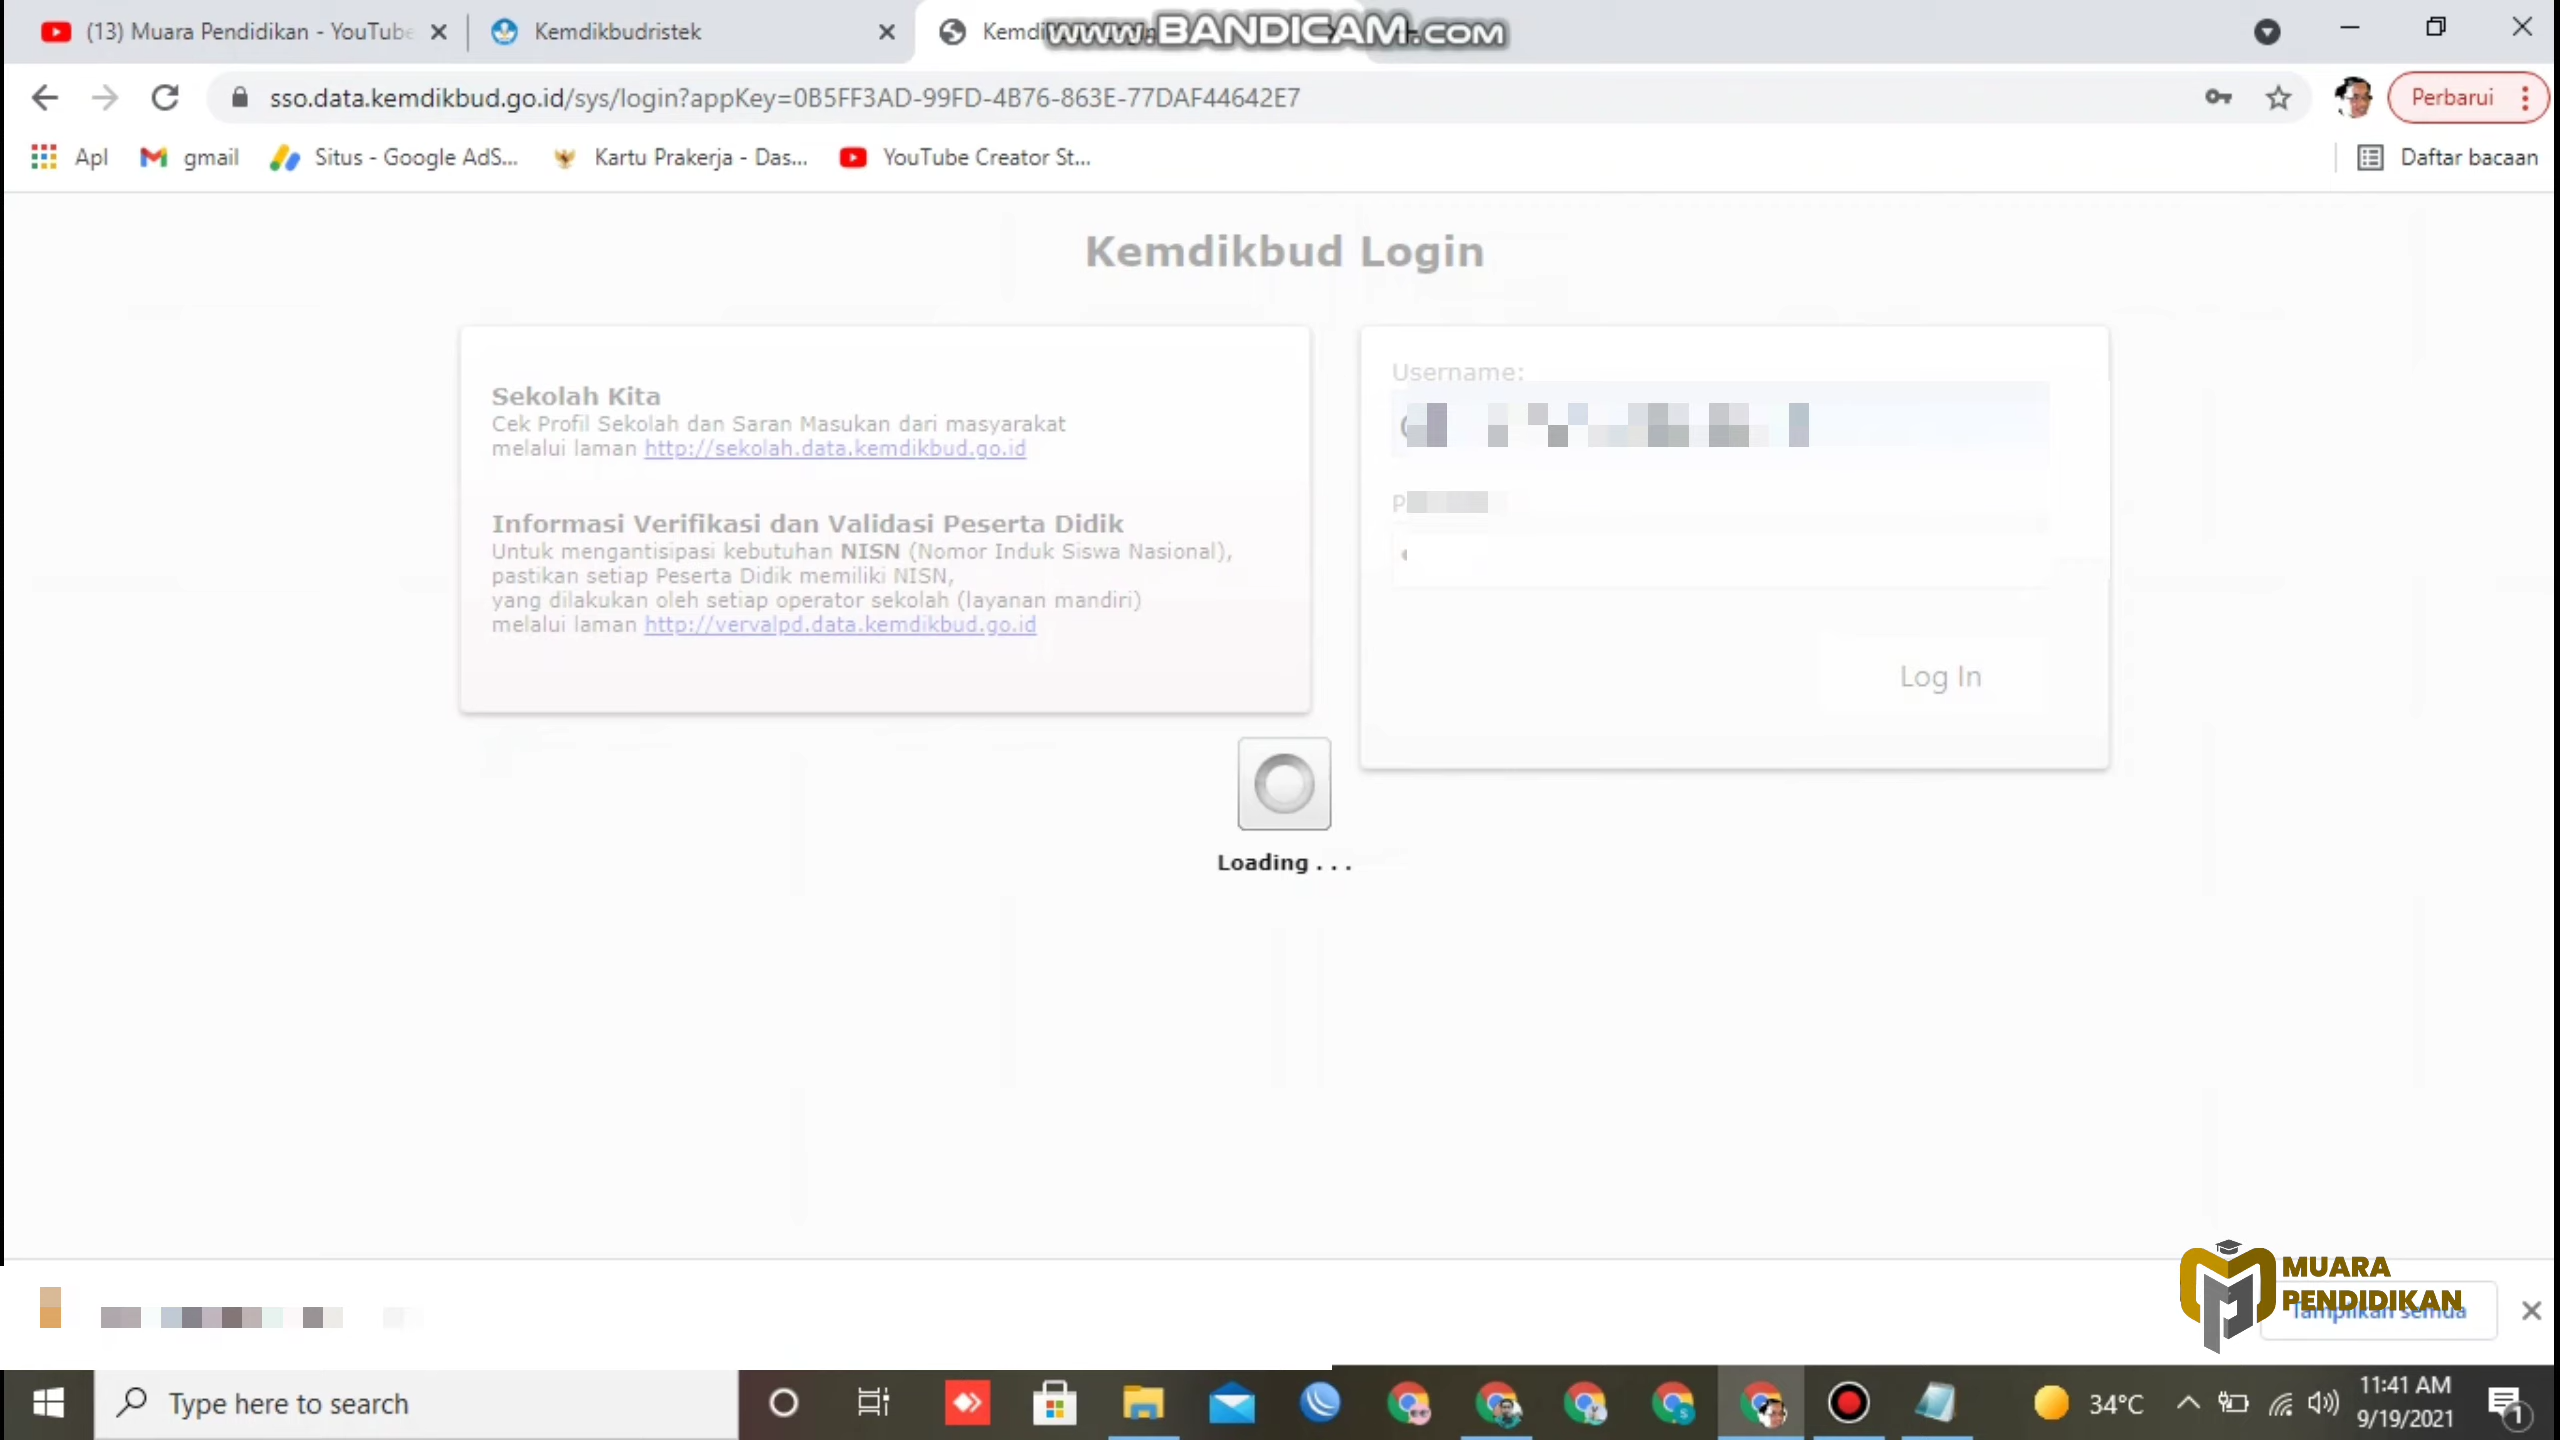 (13) Muara Pendidikan - YouTube
Kemdikbudristek
www.BANDICAM.com
sso.data.kemdikbud.go.id/sys/login?appKey=0B5FF3AD-99FD-4B76-863E-77DAF44642E7
Perbarui
Apl
gmail
Situs - Google AdS...
Kartu Prakerja - Das...
YouTube Creator St...
Daftar bacaan
Kemdikbud Login
Sekolah Kita
Cek Profil Sekolah dan Saran Masukan dari masyarakat
melalui laman http://sekolah.data.kemdikbud.go.id
Informasi Verifikasi dan Validasi Peserta Didik
Untuk mengantisipasi kebutuhan NISN (Nomor Induk Siswa Nasional),
pastikan setiap Peserta Didik memiliki NISN,
yang dilakukan oleh setiap operator sekolah (layanan mandiri)
melalui laman http://vervalpd.data.kemdikbud.go.id
Username:
Log In
Loading . . .
MUARA
PENDIDIKAN
Tampilkan semua
Type here to search
34°C
11:41 AM
9/19/2021
1